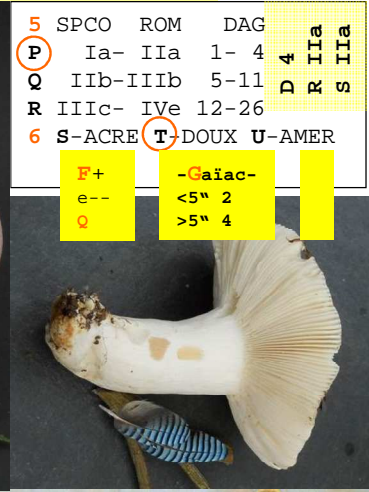 5 SPCO ROM DAG
P Ia- IIa 1- 4
Q IIb-IIIb 5-11
R IIIc- IVe 12-26
6 S-ACRE T-DOUX U-AMER
D 4
R IIa
S IIa
F+
e--
Q
-Gaïac-
<5" 2
>5" 4